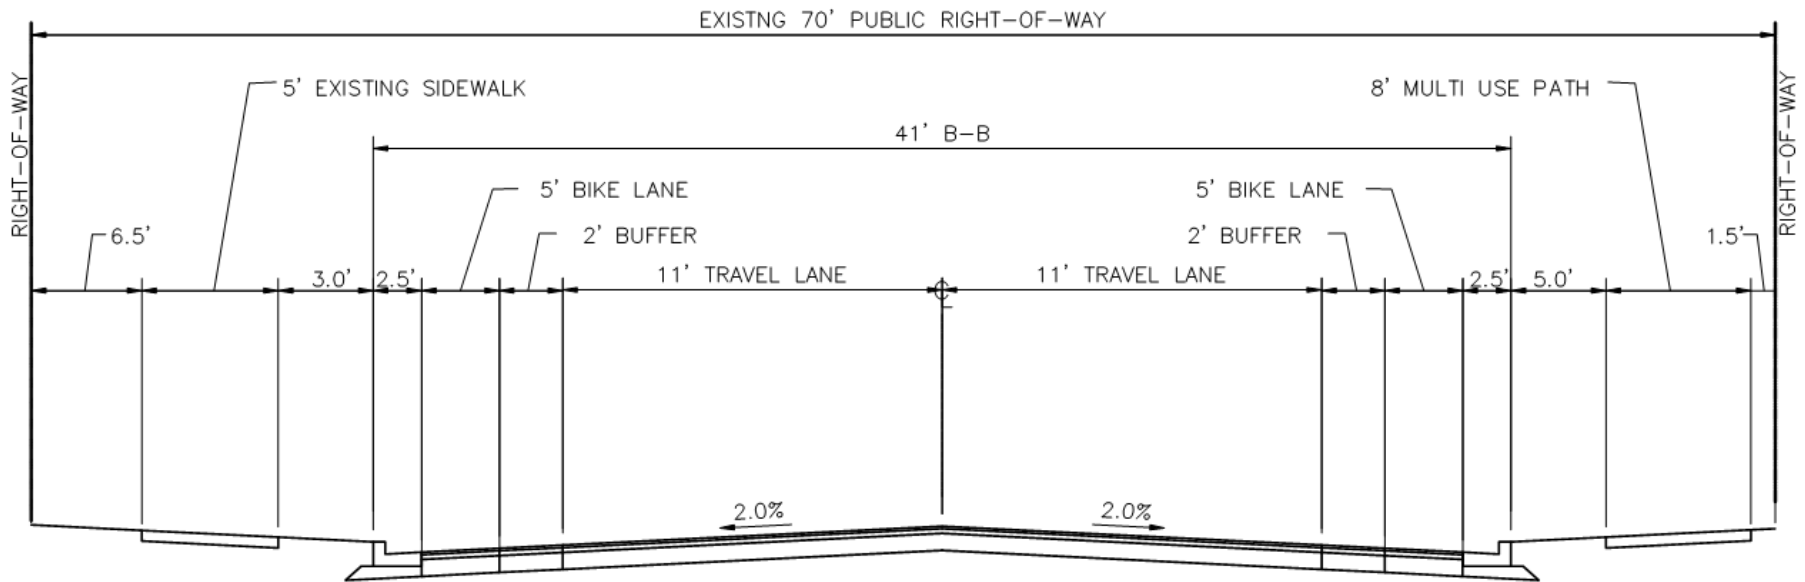 EXISTNG 70' PUBLIC RIGHT-OF-WAY
RIGHT-OF-WAY
5' EXISTING SIDEWALK
8' MULTI USE PATH
RIGHT-OF-WAY
41' B-B
5' BIKE LANE
5' BIKE LANE
6.5'
2' BUFFER
2' BUFFER
1.5'
3.0'
2.5'
11' TRAVEL LANE
CL
11' TRAVEL LANE
2.5'
5.0'
2.0%
2.0%